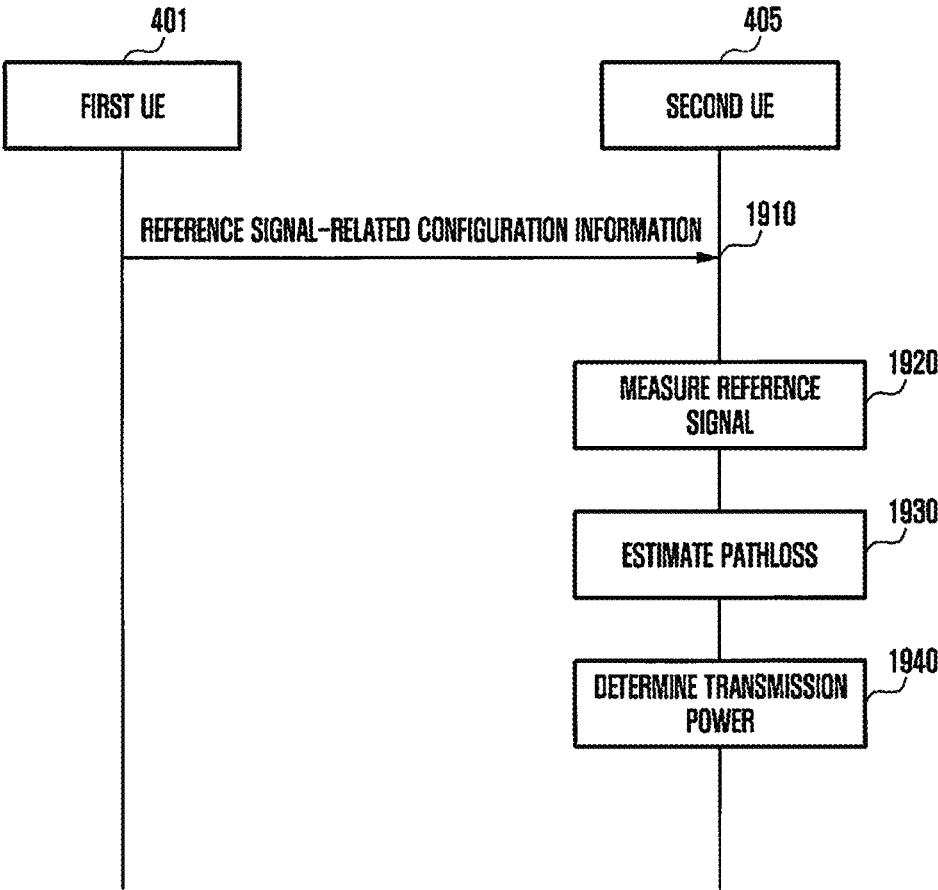 401
405
FIRST UE
SECOND UE
REFERENCE SIGNAL-RELATED CONFIGURATION INFORMATION
1910
1920
MEASURE REFERENCE
SIGNAL
1930
ESTIMATE PATHLOSS
1940
DETERMINE TRANSMISSION
POWER